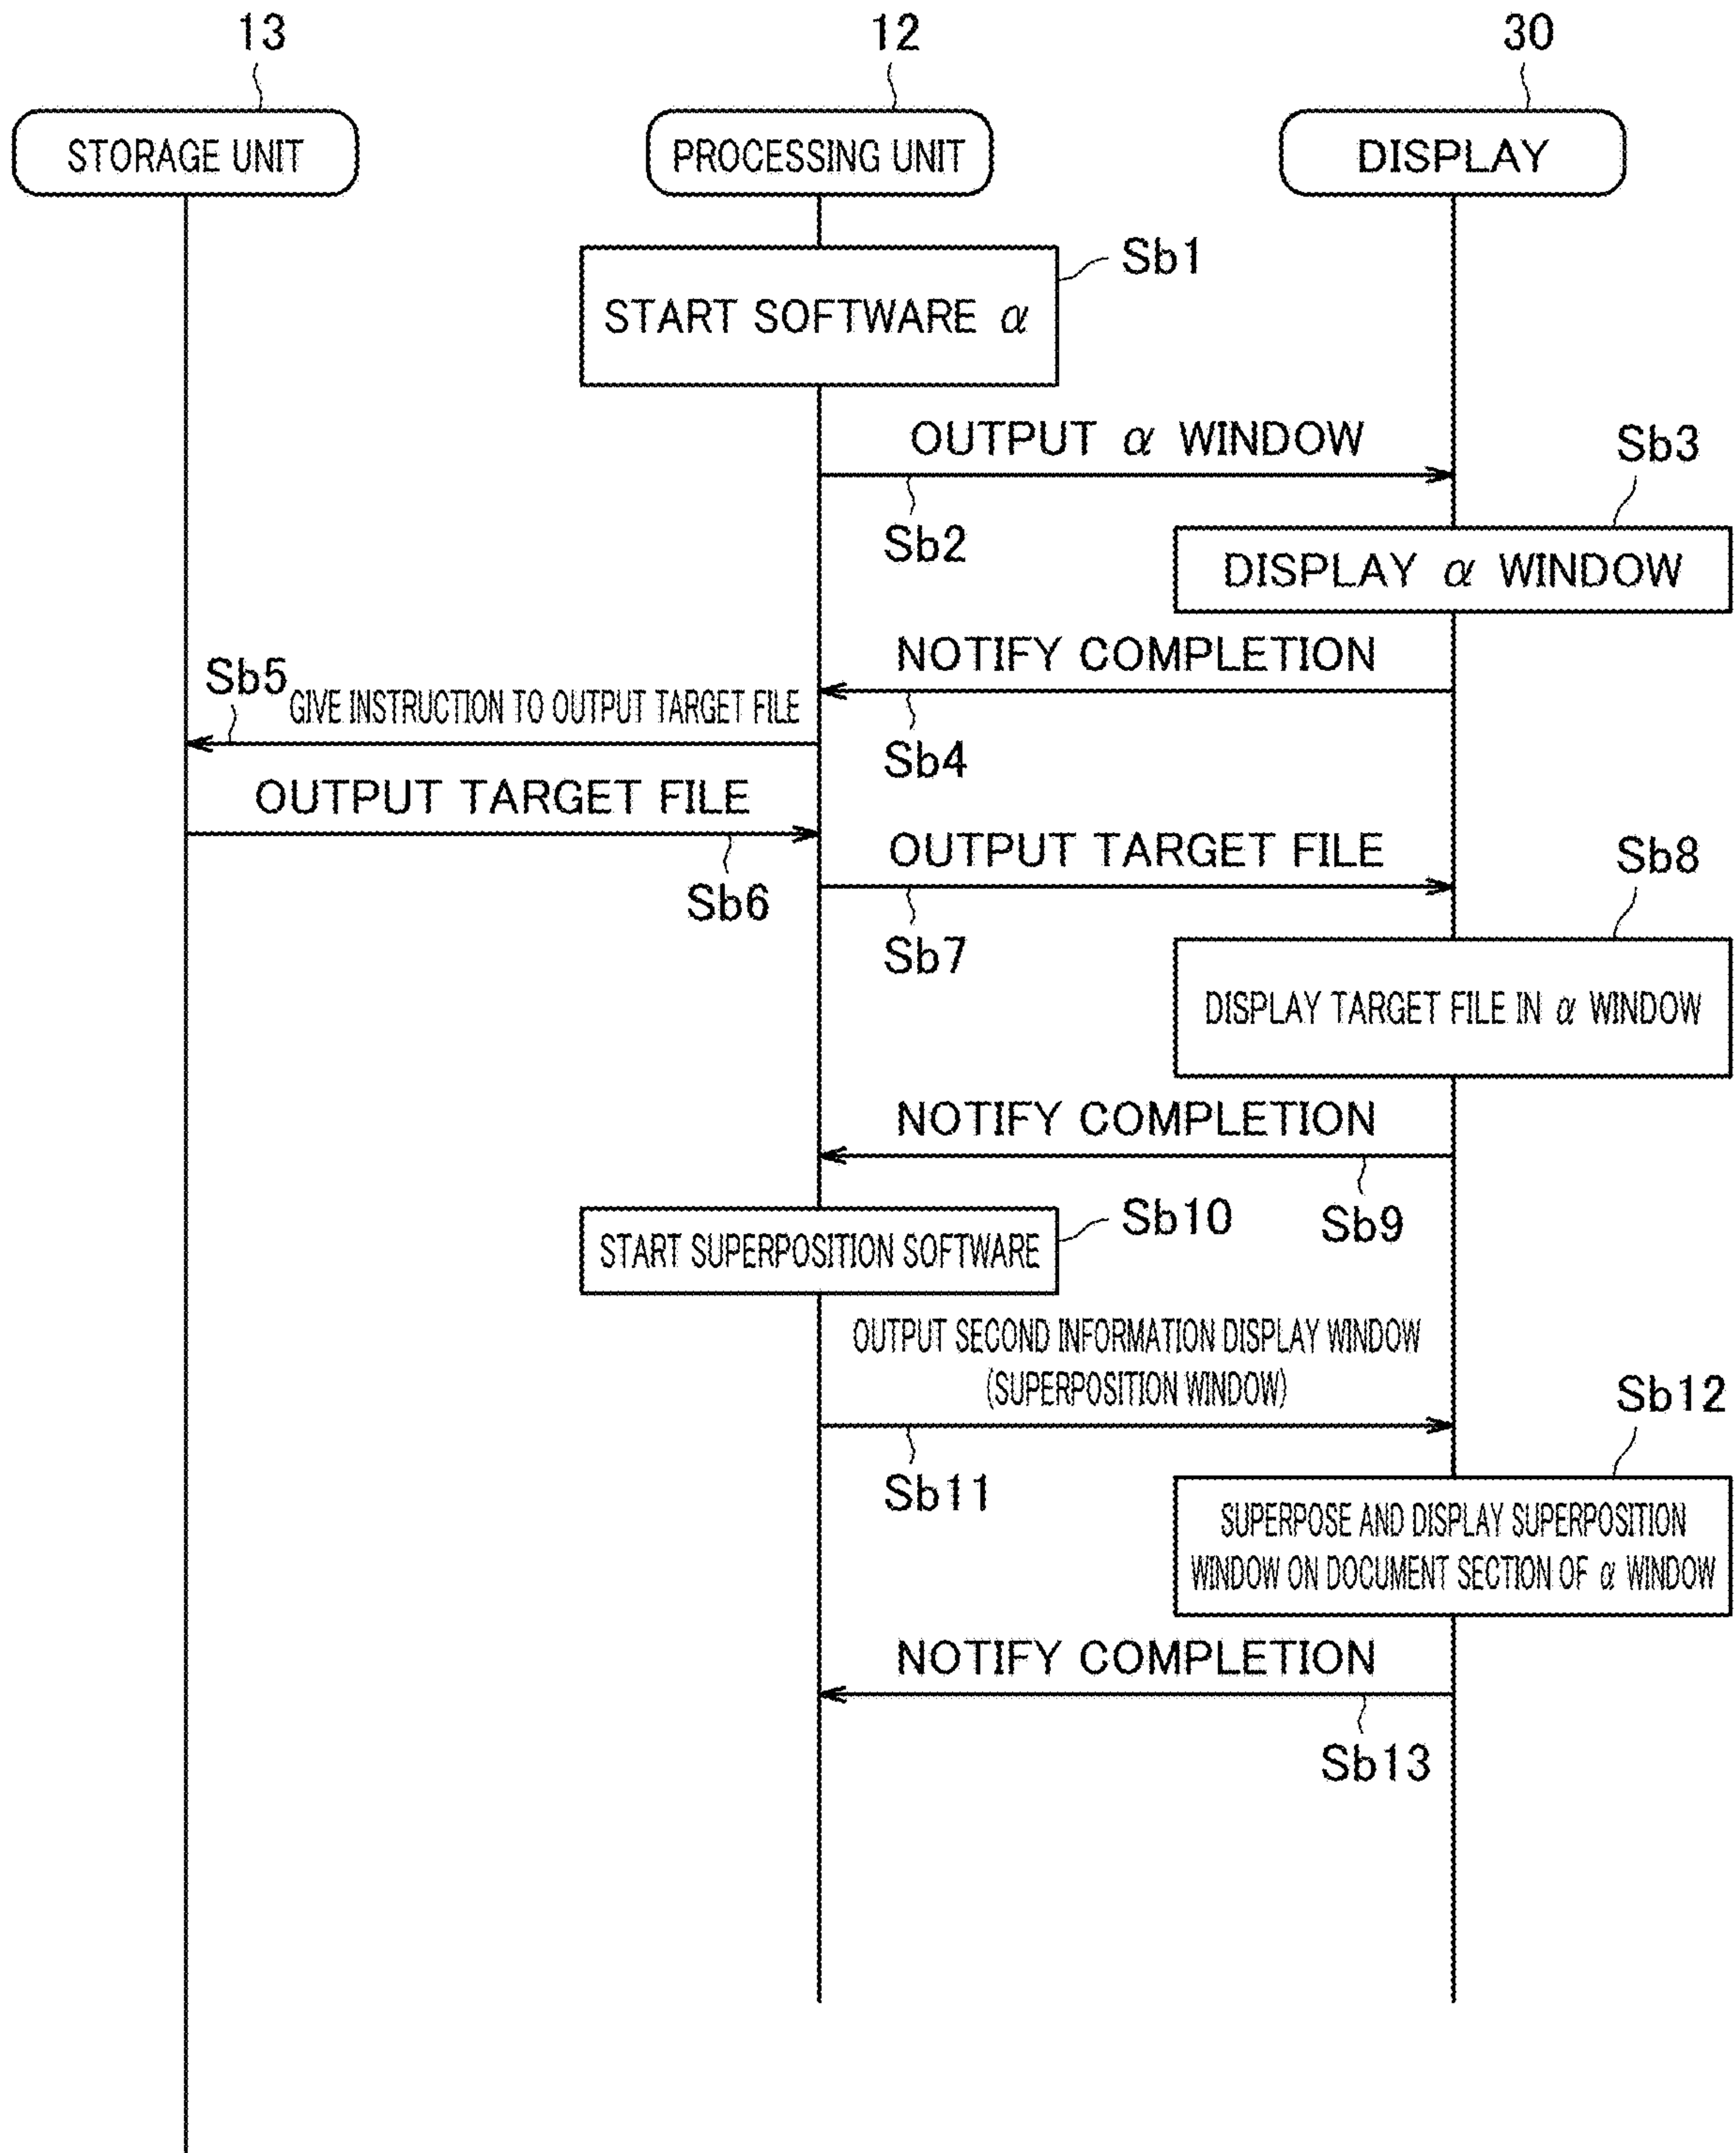 13
12
30
STORAGE UNIT
PROCESSING UNIT
DISPLAY
Sb1
START SOFTWARE α
OUTPUT α WINDOW
Sb3
Sb2
DISPLAY α WINDOW
NOTIFY COMPLETION
Sb5
GIVE INSTRUCTION TO OUTPUT TARGET FILE
Sb4
OUTPUT TARGET FILE
OUTPUT TARGET FILE
Sb8
Sb6
Sb7
DISPLAY TARGET FILE IN α WINDOW
NOTIFY COMPLETION
Sb10
Sb9
START SUPERPOSITION SOFTWARE
OUTPUT SECOND INFORMATION DISPLAY WINDOW
(SUPERPOSITION WINDOW)
Sb12
Sb11
SUPERPOSE AND DISPLAY SUPERPOSITION
WINDOW ON DOCUMENT SECTION OF α WINDOW
NOTIFY COMPLETION
Sb13